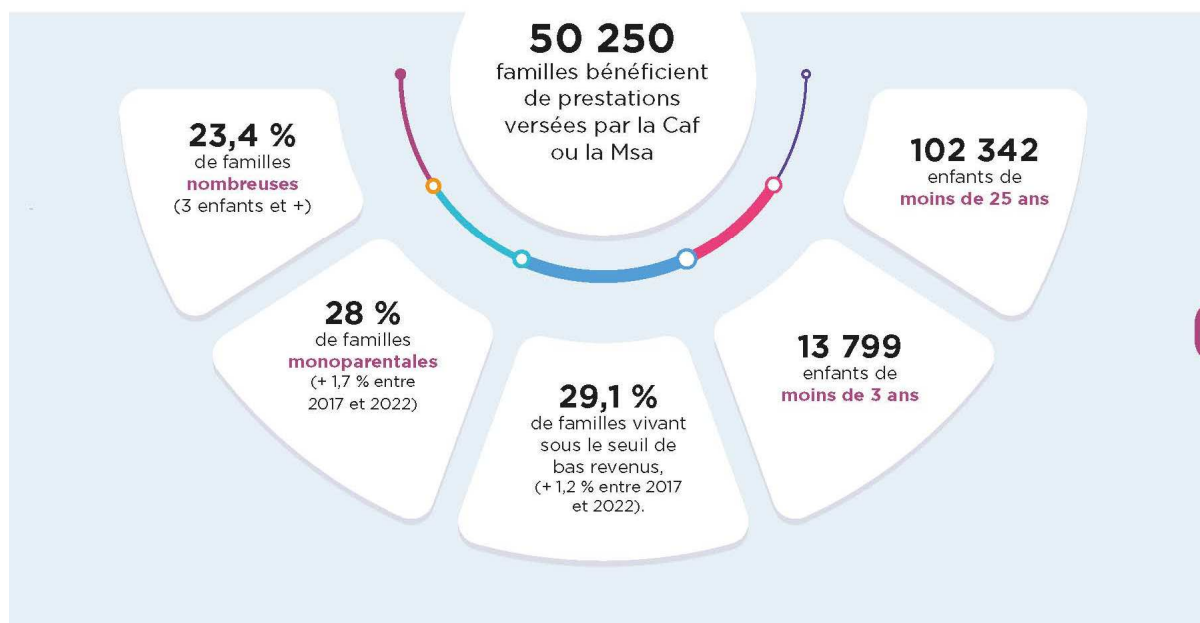 50 250
familles bénéficient
de prestations
versées par la Caf
ou la Msa
23,4 %
de familles
nombreuses
(3 enfants et +)
28 %
de familles
monoparentales
(+ 1,7 % entre
2017 et 2022)
29,1 %
de familles vivant
sous le seuil de
bas revenus,
(+ 1,2 % entre 2017
et 2022).
13 799
enfants de
moins de 3 ans
102 342
enfants de
moins de 25 ans